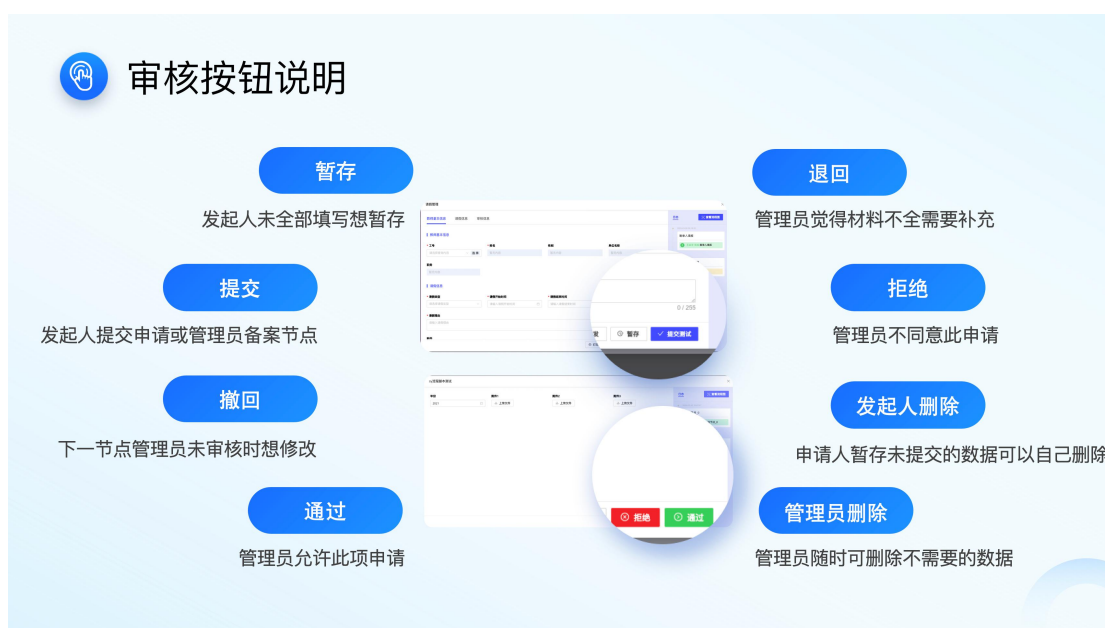 审核按钮说明
暂存
发起人未全部填写想暂存
提交
发起人提交申请或管理员备案节点
撤回
下一节点管理员未审核时想修改
通过
管理员允许此项申请
0 / 255
暂存
提交测试
拒绝
通过
退回
管理员觉得材料不全需要补充
拒绝
管理员不同意此申请
发起人删除
申请人暂存未提交的数据可以自己删除
管理员删除
管理员随时可删除不需要的数据